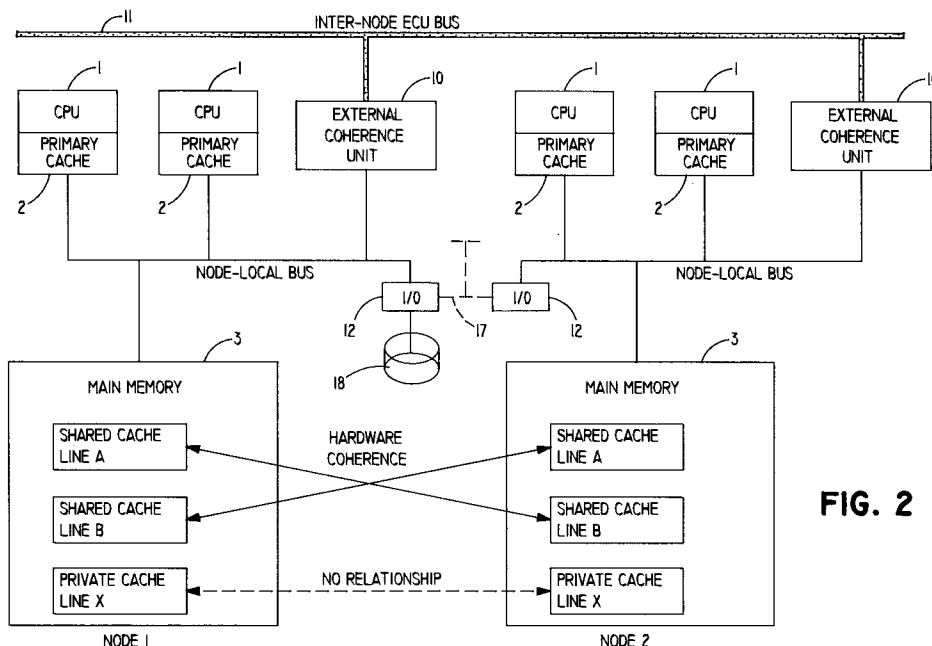 11
INTER-NODE ECU BUS
1
CPU
PRIMARY
CACHE
2
1
CPU
PRIMARY
CACHE
2
10
EXTERNAL
COHERENCE
UNIT
1
CPU
PRIMARY
CACHE
2
1
CPU
PRIMARY
CACHE
2
EXTERNAL
COHERENCE
UNIT
NODE-LOCAL BUS
NODE-LOCAL BUS
I/O
12
17
I/O
12
18
3
MAIN MEMORY
SHARED CACHE
LINE A
SHARED CACHE
LINE B
PRIVATE CACHE
LINE X
NODE 1
HARDWARE
COHERENCE
NO RELATIONSHIP
3
MAIN MEMORY
SHARED CACHE
LINE A
SHARED CACHE
LINE B
PRIVATE CACHE
LINE X
NODE 2
FIG. 2